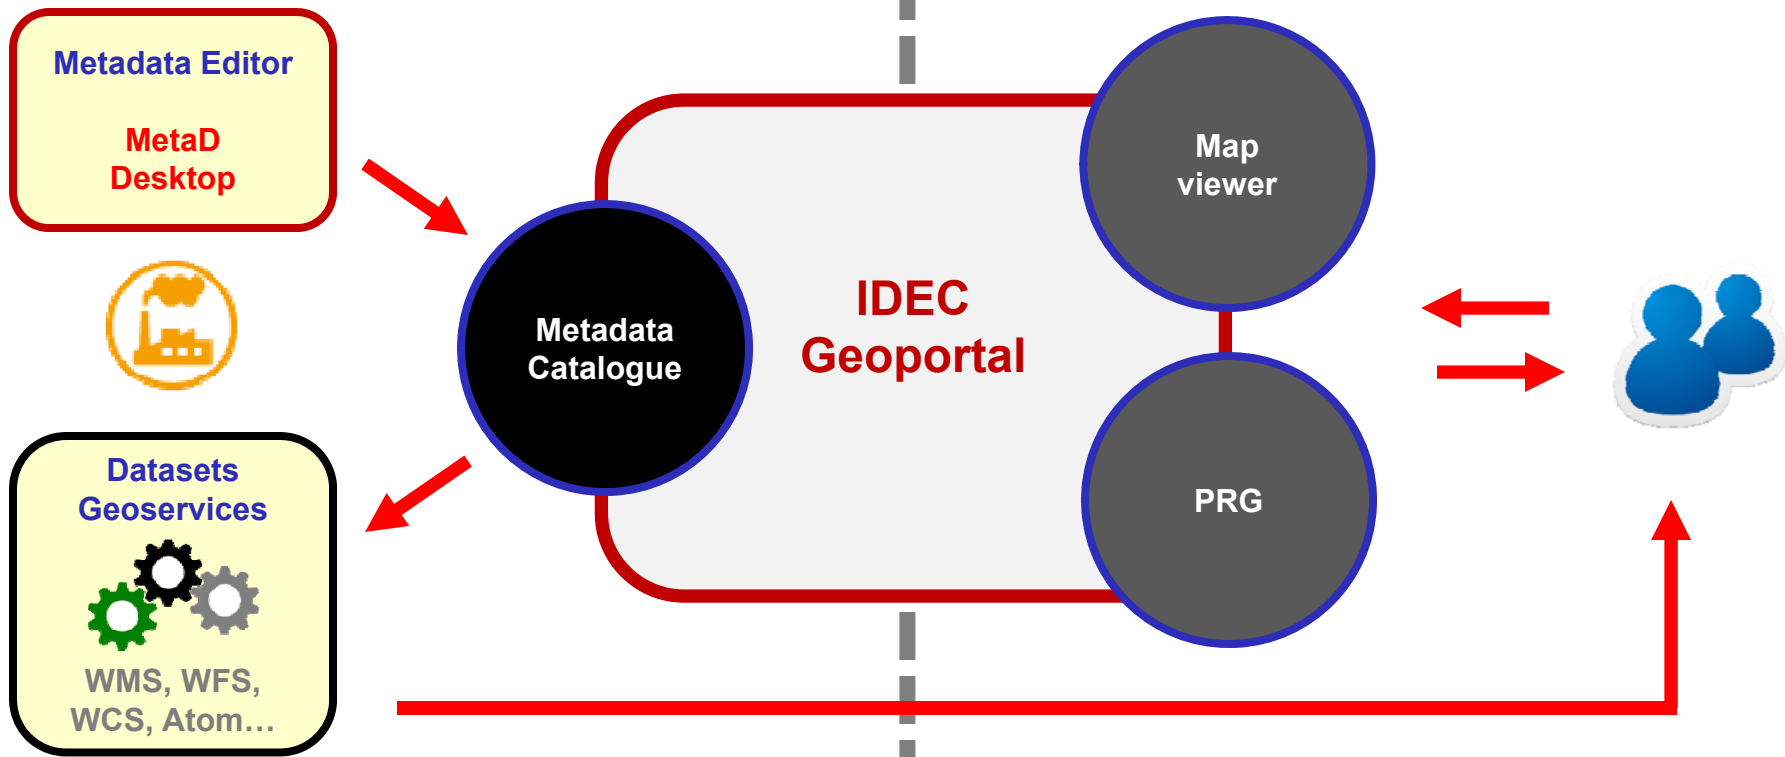 Metadata Editor
MetaD
Desktop
Datasets
Geoservices
WMS, WFS,
WCS, Atom…
Metadata
Catalogue
IDEC
Geoportal
Map
viewer
PRG